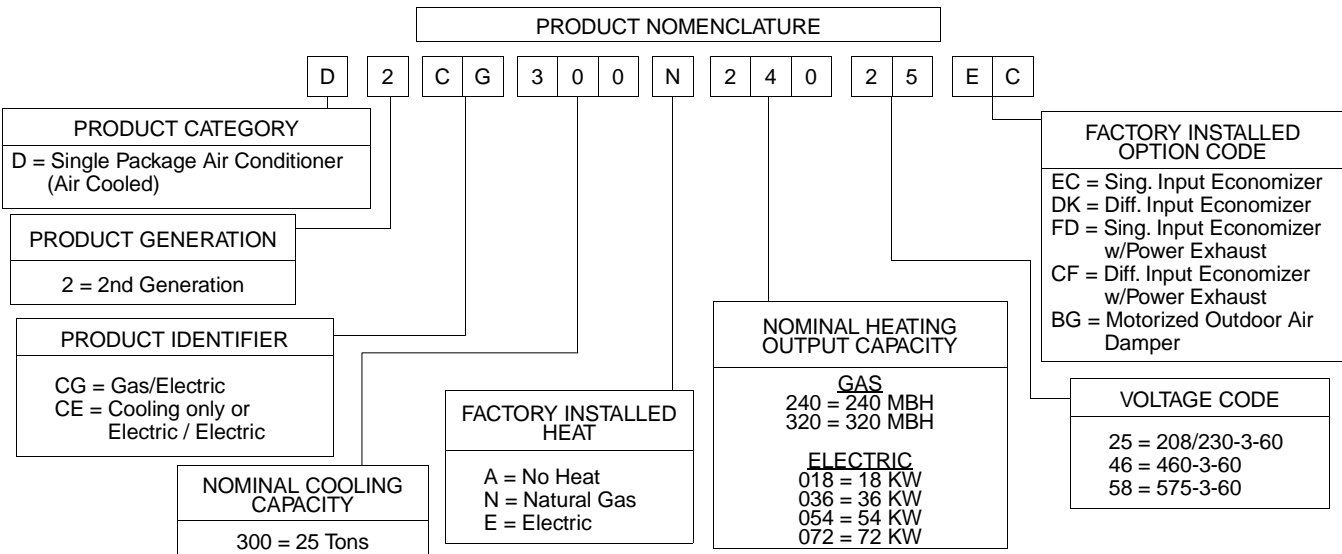 PRODUCT NOMENCLATURE
D 2 C G 3 0 0 N 2 4 0 2 5 E C
PRODUCT CATEGORY
D = Single Package Air Conditioner
(Air Cooled)
PRODUCT GENERATION
2 = 2nd Generation
PRODUCT IDENTIFIER
CG = Gas/Electric
CE = Cooling only or
Electric / Electric
NOMINAL COOLING
CAPACITY
300 = 25 Tons
FACTORY INSTALLED
HEAT
A = No Heat
N = Natural Gas
E = Electric
NOMINAL HEATING
OUTPUT CAPACITY
GAS
240 = 240 MBH
320 = 320 MBH
ELECTRIC
018 = 18 KW
036 = 36 KW
054 = 54 KW
072 = 72 KW
FACTORY INSTALLED
OPTION CODE
EC = Sing. Input Economizer
DK = Diff. Input Economizer
FD = Sing. Input Economizer
w/Power Exhaust
CF = Diff. Input Economizer
w/Power Exhaust
BG = Motorized Outdoor Air
Damper
VOLTAGE CODE
25 = 208/230-3-60
46 = 460-3-60
58 = 575-3-60